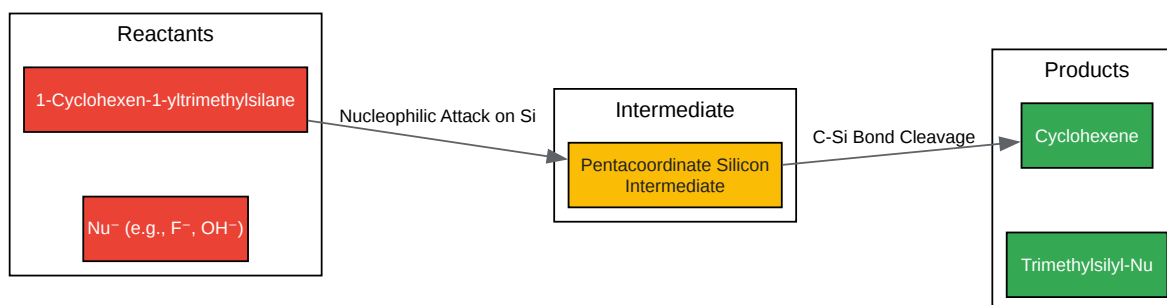 Reactants
1-Cyclohexen-1-yltrimethylsilane
Nu⁻ (e.g., F⁻, OH⁻)
Nucleophilic Attack on Si
Intermediate
Pentacoordinate Silicon
Intermediate
C-Si Bond Cleavage
Products
Cyclohexene
Trimethylsilyl-Nu